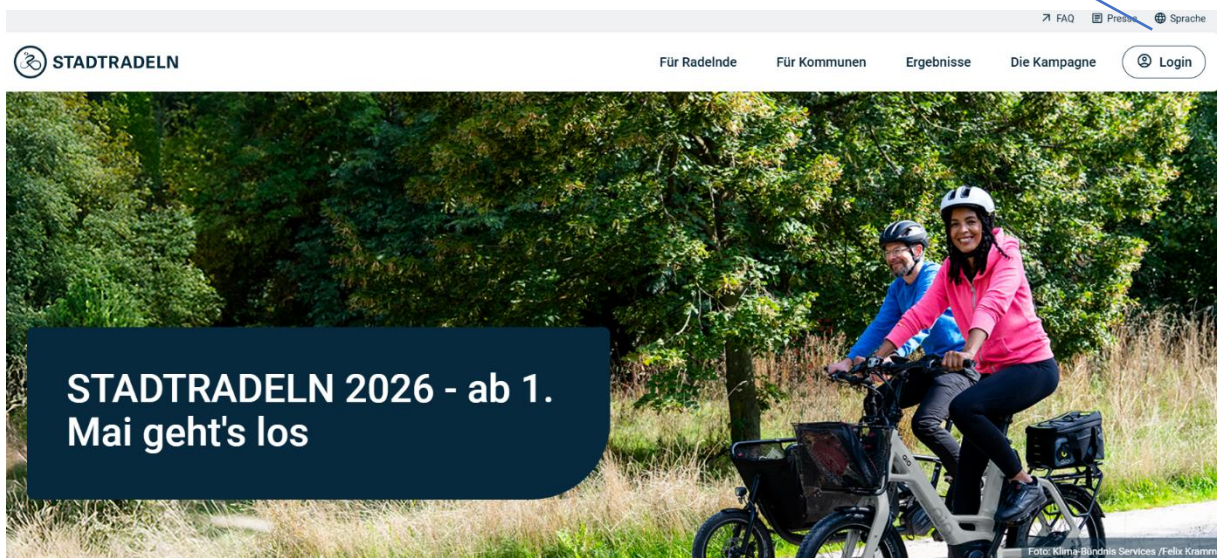 FAQ Presse Sprache
STADTRADELN Für Radelnde Für Kommunen Ergebnisse Die Kampagne Login
STADTRADELN 2026 - ab 1.
Mai geht's los
Foto: Klima-Bündnis Services /Felix Kramm